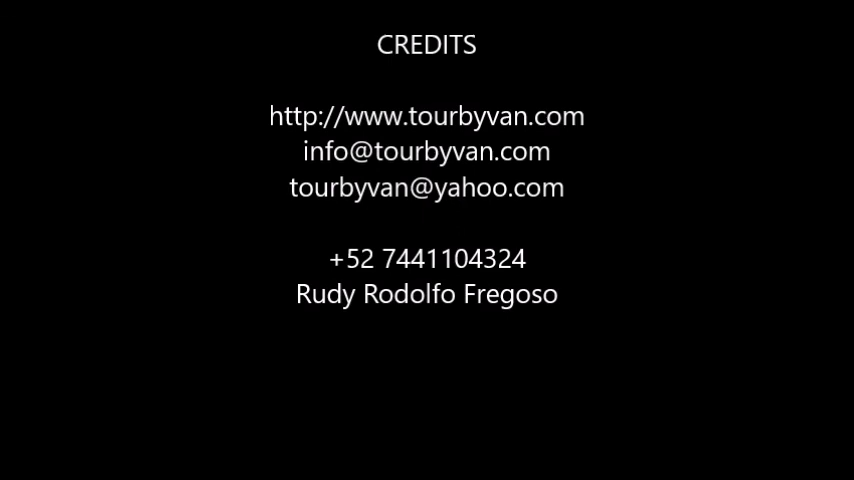 CREDITS
http://www.tourbyvan.com
info@tourbyvan.com
tourbyvan@yahoo.com
+52 7441104324
Rudy Rodolfo Fregoso